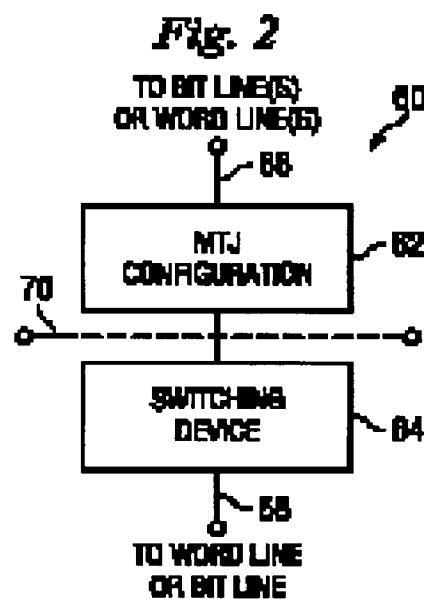 Fig. 2
TO BIT LINE(S)
OR WORD LINE(S)
60
66
MTJ
CONFIGURATION
62
70
SWITCHING
DEVICE
64
68
TO WORD LINE
OR BIT LINE